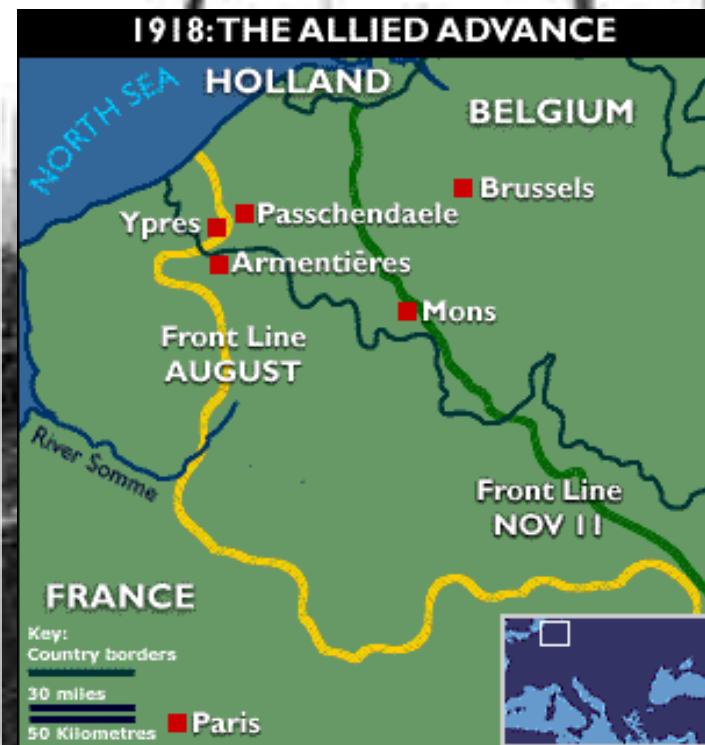 1918: THE ALLIED ADVANCE
HOLLAND
NORTH SEA
BELGIUM
Brussels
Passchendaele
Ypres
Armentières
Mons
Front Line
AUGUST
River Somme
Front Line
NOV 11
FRANCE
Key:
Country borders
30 miles
50 Kilometres
Paris